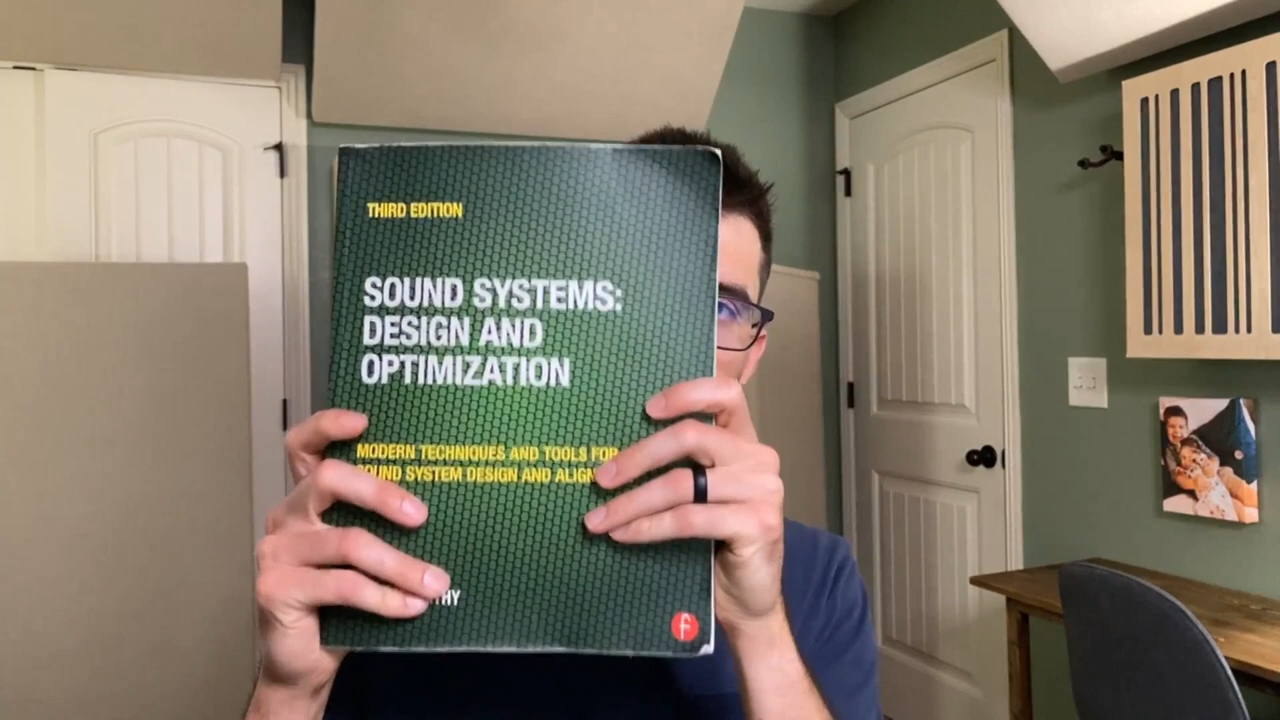 THIRD EDITION
SOUND SYSTEMS:
DESIGN AND
OPTIMIZATION
MODERN TECHNIQUES AND TOOLS FOR
SOUND SYSTEM DESIGN AND ALIGN
THY
f